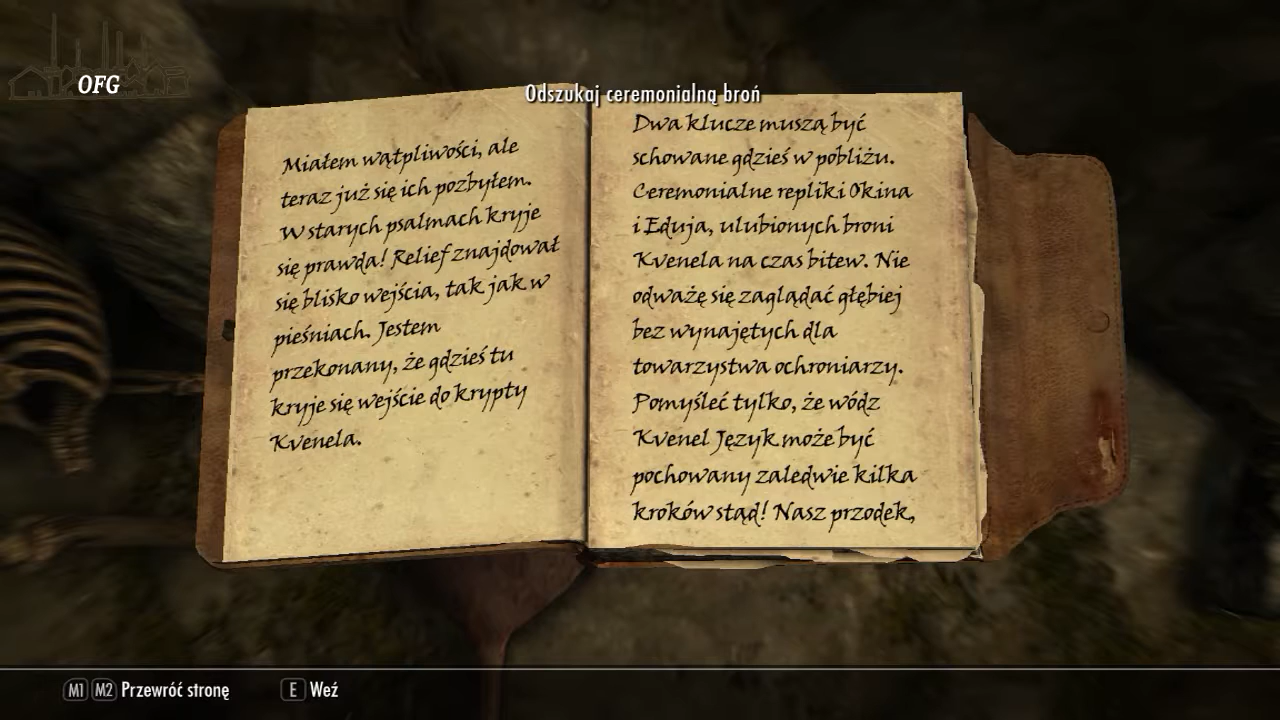 OFG
Odszukaj ceremonialną broń
Miałem wątpliwości, ale
teraz już się ich pozbyłem.
W starych psalmach kryje
się prawda! Relief znajdował
się blisko wejścia, tak jak w
pieśniach. Jestem
przekonany, że gdzieś tu
kryje się wejście do krypty
Kvenela.
Dwa klucze muszą być
schowane gdzieś w pobliżu.
Ceremonialne repliki Okina
i Eduja, ulubionych broni
Kvenela na czas bitew. Nie
odważę się zaglądać głębiej
bez wynajętych dla
towarzystwa ochroniarzy.
Pomyśleć tylko, że wódz
Kvenel Język może być
pochowany zaledwie kilka
kroków stąd! Nasz przodek,
M1 M2 Przewróć stronę E Weź